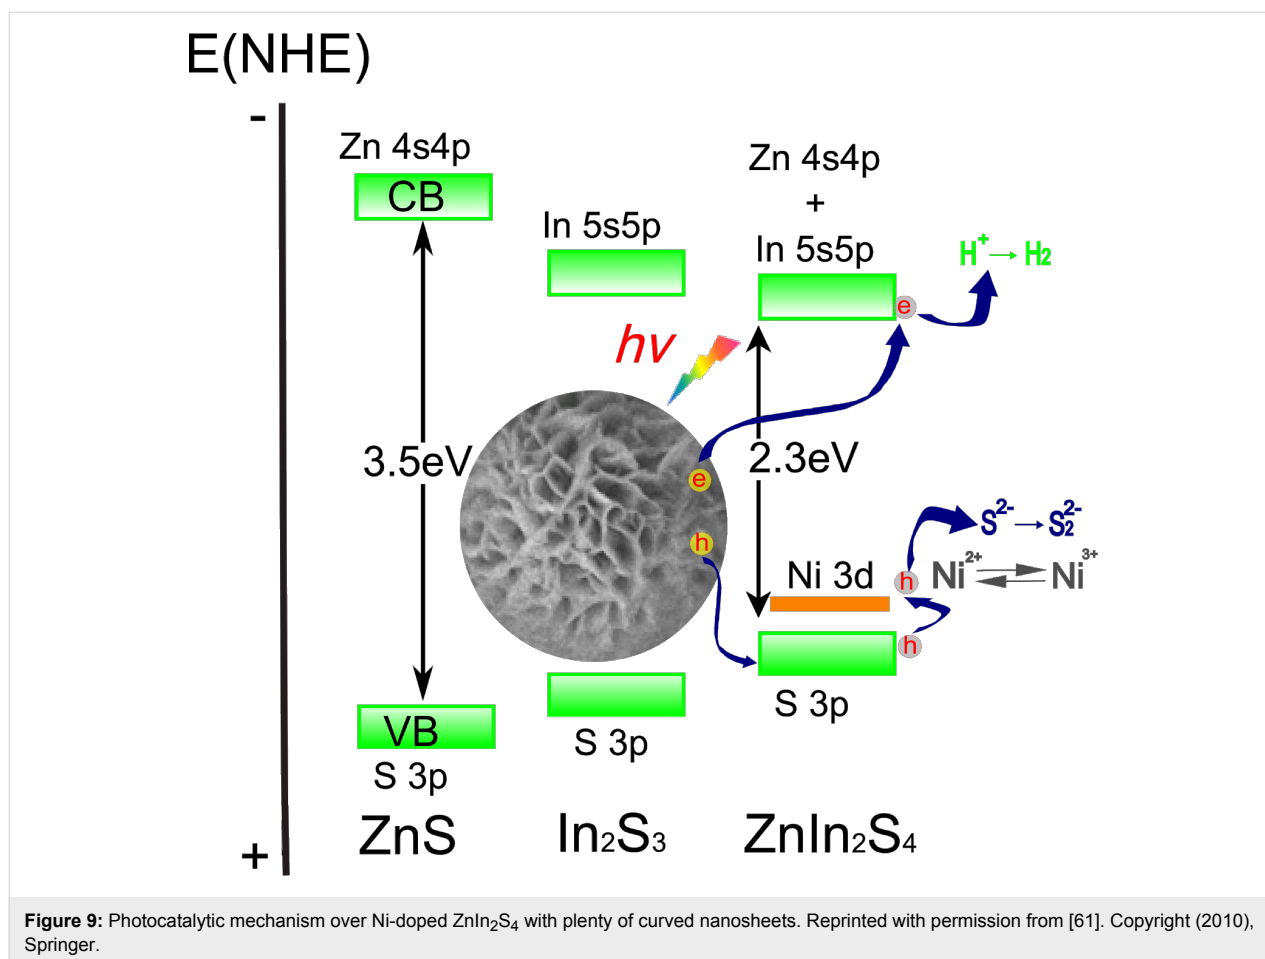 E(NHE)
-
Zn 4s4p
CB
In 5s5p
Zn 4s4p
+
In 5s5p
H⁺→H₂
e
hν
3.5eV
2.3eV
e
h
S²⁻→S₂²⁻
Ni 3d
h
Ni²⁺ ⇌ Ni³⁺
h
VB
S 3p
S 3p
S 3p
+
ZnS
In₂S₃
ZnIn₂S₄
Figure 9: Photocatalytic mechanism over Ni-doped ZnIn₂S₄ with plenty of curved nanosheets. Reprinted with permission from [61]. Copyright (2010),
Springer.